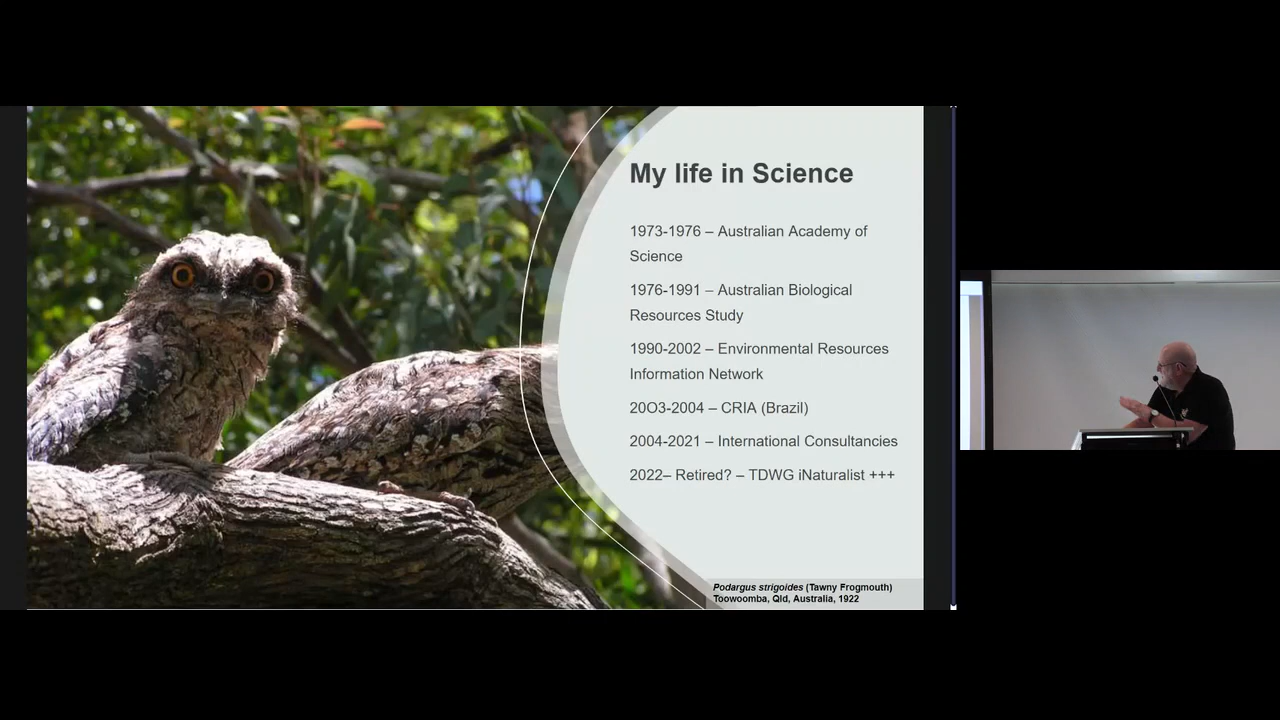 My life in Science
1973-1976 – Australian Academy of
Science
1976-1991 – Australian Biological
Resources Study
1990-2002 – Environmental Resources
Information Network
20O3-2004 – CRIA (Brazil)
2004-2021 – International Consultancies
2022– Retired? – TDWG iNaturalist +++
Podargus strigoides (Tawny Frogmouth)
Toowoomba, Qld, Australia, 1922